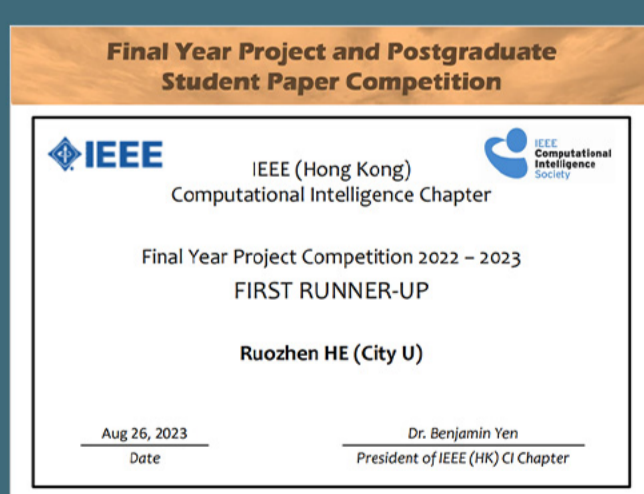 Final Year Project and Postgraduate
Student Paper Competition
IEEE
IEEE
Computational
Intelligence
Society
IEEE (Hong Kong)
Computational Intelligence Chapter
Final Year Project Competition 2022 – 2023
FIRST RUNNER-UP
Ruozhen HE (City U)
Aug 26, 2023
Date
Dr. Benjamin Yen
President of IEEE (HK) CI Chapter